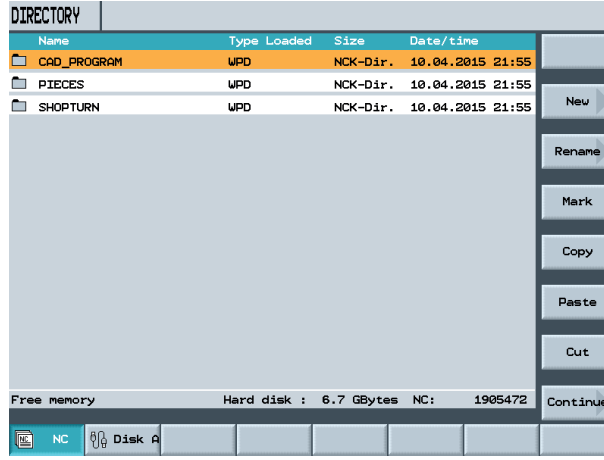 DIRECTORY
Name Type Loaded Size Date/time
CAD_PROGRAM WPD NCK-Dir. 10.04.2015 21:55
PIECES WPD NCK-Dir. 10.04.2015 21:55
SHOPTURN WPD NCK-Dir. 10.04.2015 21:55
New
Rename
Mark
Copy
Paste
Cut
Continue
Free memory Hard disk : 6.7 GBytes NC: 1905472
NC NC Disk A